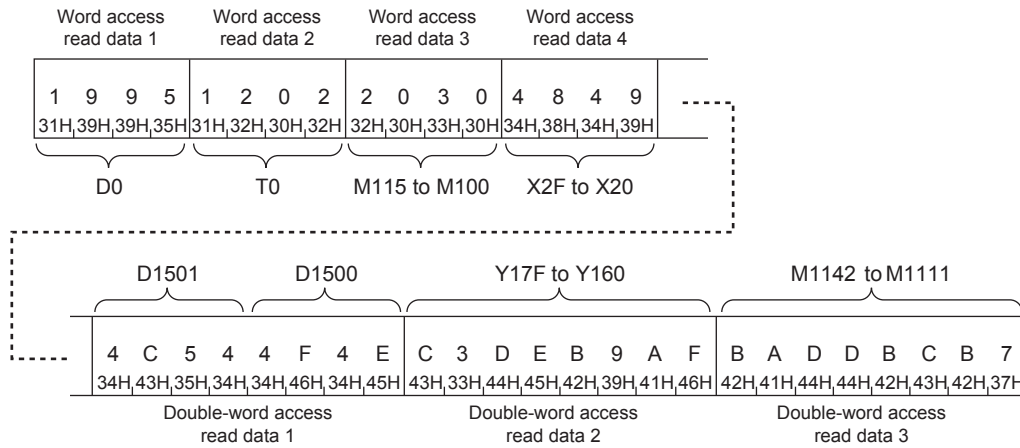 Word access Word access Word access Word access
read data 1 read data 2 read data 3 read data 4
1 9 9 5 1 2 0 2 2 0 3 0 4 8 4 9
31H 39H 39H 35H 31H 32H 30H 32H 32H 30H 33H 30H 34H 38H 34H 39H
D0 T0 M115 to M100 X2F to X20
D1501 D1500 Y17F to Y160 M1142 to M1111
4 C 5 4 4 F 4 E C 3 D E B 9 A F B A D D B C B 7
34H 43H 35H 34H 34H 46H 34H 45H 43H 33H 44H 45H 42H 39H 41H 46H 42H 41H 44H 44H 42H 43H 42H 37H
Double-word access Double-word access Double-word access
read data 1 read data 2 read data 3